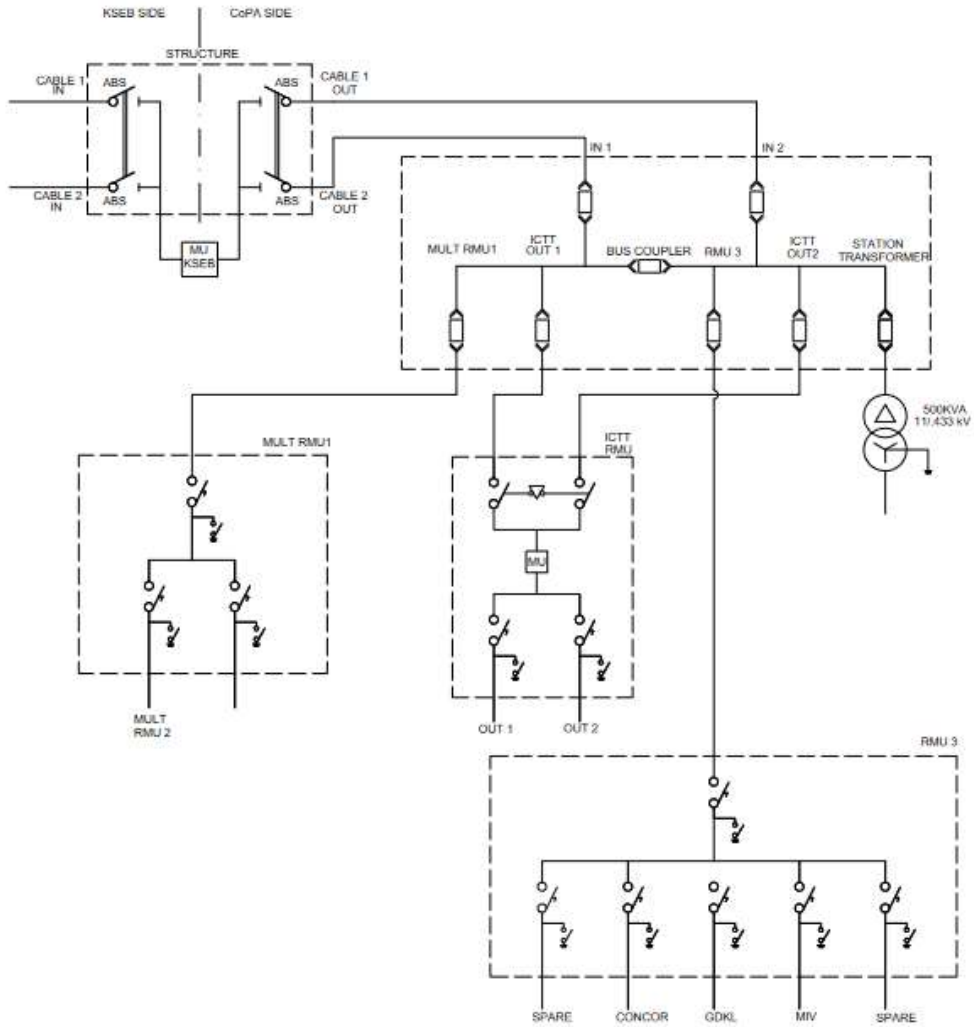 KSEB SIDE
CoPA SIDE
STRUCTURE
CABLE 1
IN
ABS
ABS
CABLE 1
OUT
CABLE 2
IN
ABS
ABS
CABLE 2
OUT
MU
KSEB
IN 1
IN 2
MULT RMU1
ICTT
OUT 1
BUS COUPLER
RMU 3
ICTT
OUT2
STATION
TRANSFORMER
500KVA
11/.433 kV
MULT RMU1
ICTT
RMU
MU
MULT
RMU 2
OUT 1
OUT 2
RMU 3
SPARE
CONCOR
GDKL
MIV
SPARE